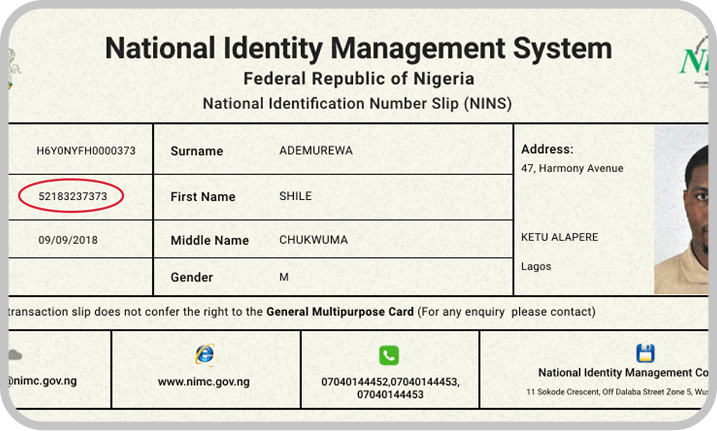 National Identity Management System
Federal Republic of Nigeria
National Identification Number Slip (NINS)
H6Y0NYFH0000373 Surname ADEMUREWA
52183237373 First Name SHILE
09/09/2018 Middle Name CHUKWUMA
Gender M
Address:
47, Harmony Avenue
KETU ALAPERE
Lagos
transaction slip does not confer the right to the General Multipurpose Card (For any enquiry please contact)
@nimc.gov.ng
www.nimc.gov.ng
07040144452,07040144453,
07040144453
National Identity Management Co
11 Sokode Crescent, Off Dalaba Street Zone 5, Wus